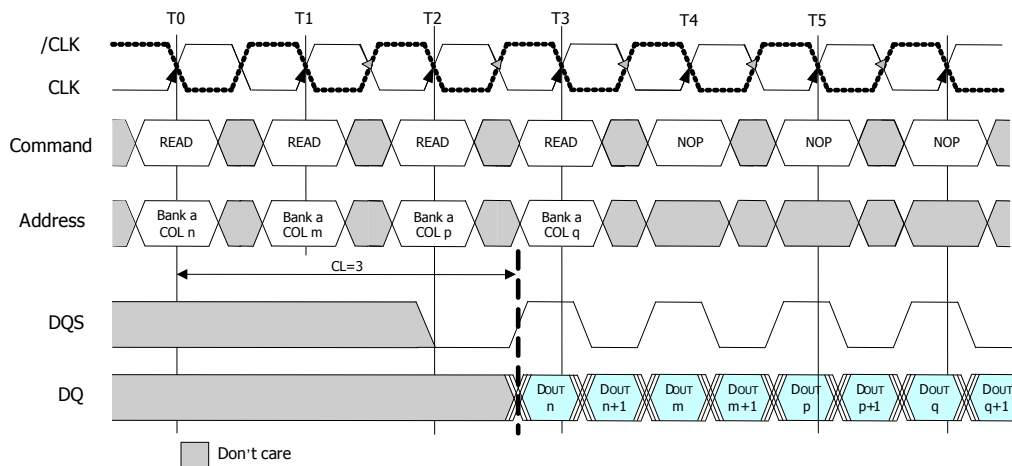 T0 T1 T2 T3 T4 T5
/CLK
CLK
Command READ READ READ READ NOP NOP NOP
Address Bank a COL n Bank a COL m Bank a COL p Bank a COL q
CL=3
DQS
DQ DOUT n DOUT n+1 DOUT m DOUT m+1 DOUT p DOUT p+1 DOUT q DOUT q+1
Don't care